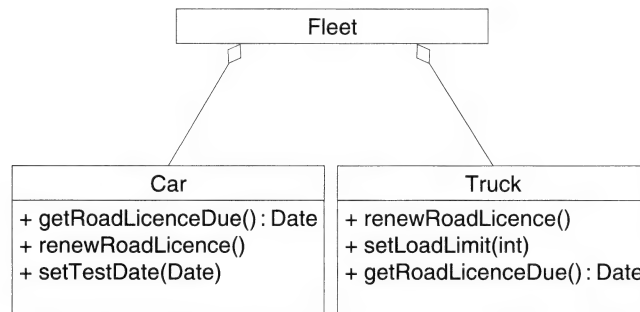 Fleet
Car
+ getRoadLicenceDue() : Date
+ renewRoadLicence()
+ setTestDate(Date)
Truck
+ renewRoadLicence()
+ setLoadLimit(int)
+ getRoadLicenceDue() : Date